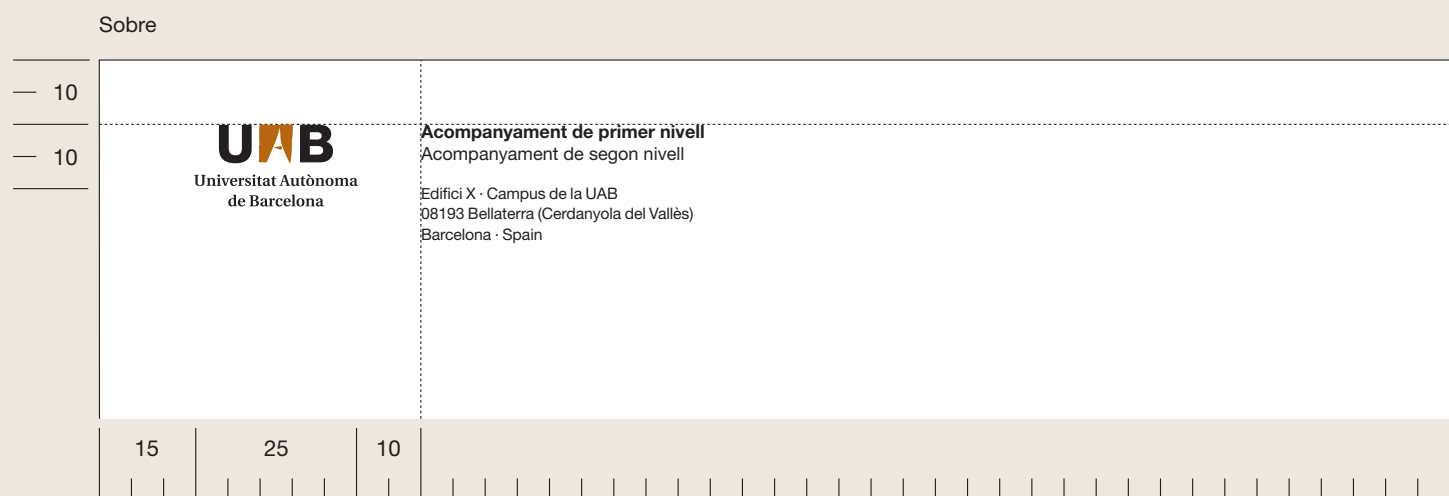 Sobre
10
10
UAB
Universitat Autònoma
de Barcelona
Acompanyament de primer nivell
Acompanyament de segon nivell
Edifici X · Campus de la UAB
08193 Bellaterra (Cerdanyola del Vallès)
Barcelona · Spain
15
25
10